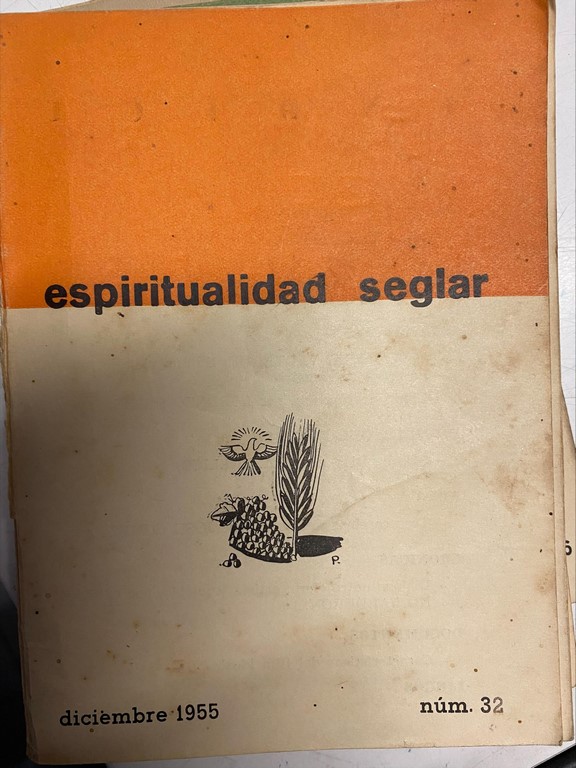 espiritualidad seglar
P.
diciembre 1955
núm. 32